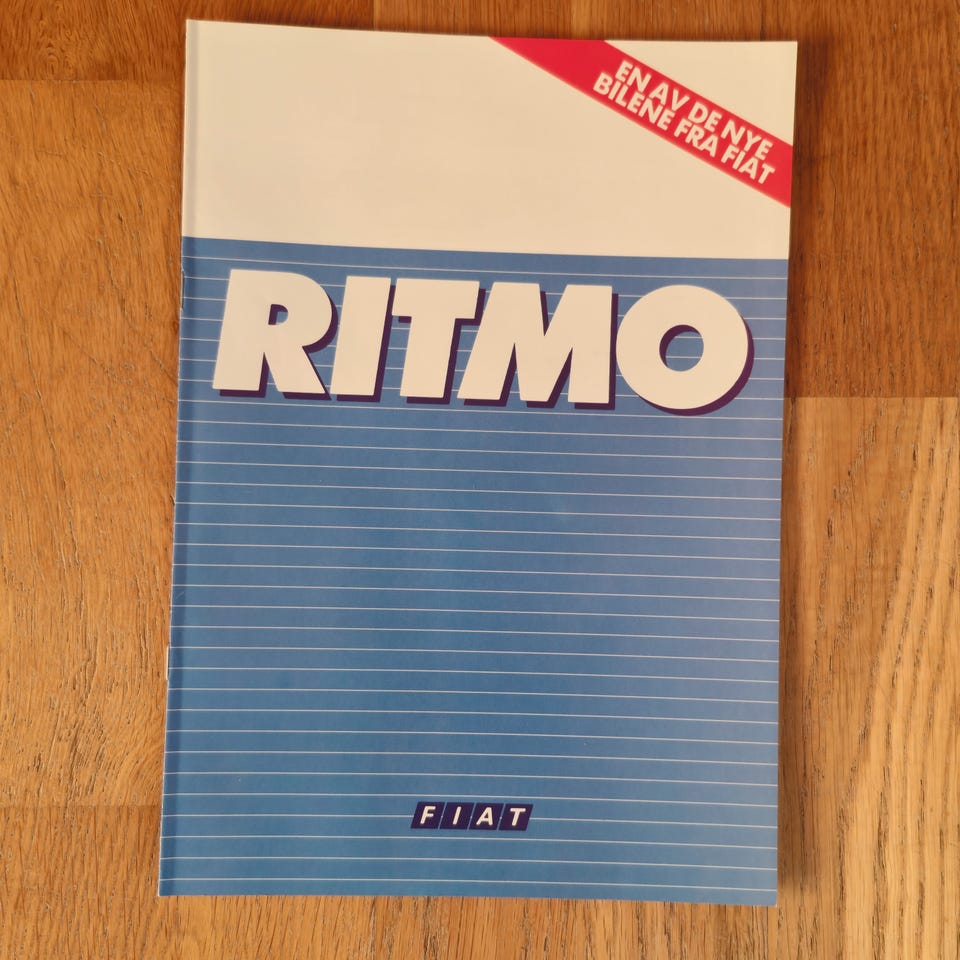 EN AV DE NYE
BILENE FRA FIAT
RITMO
FIAT